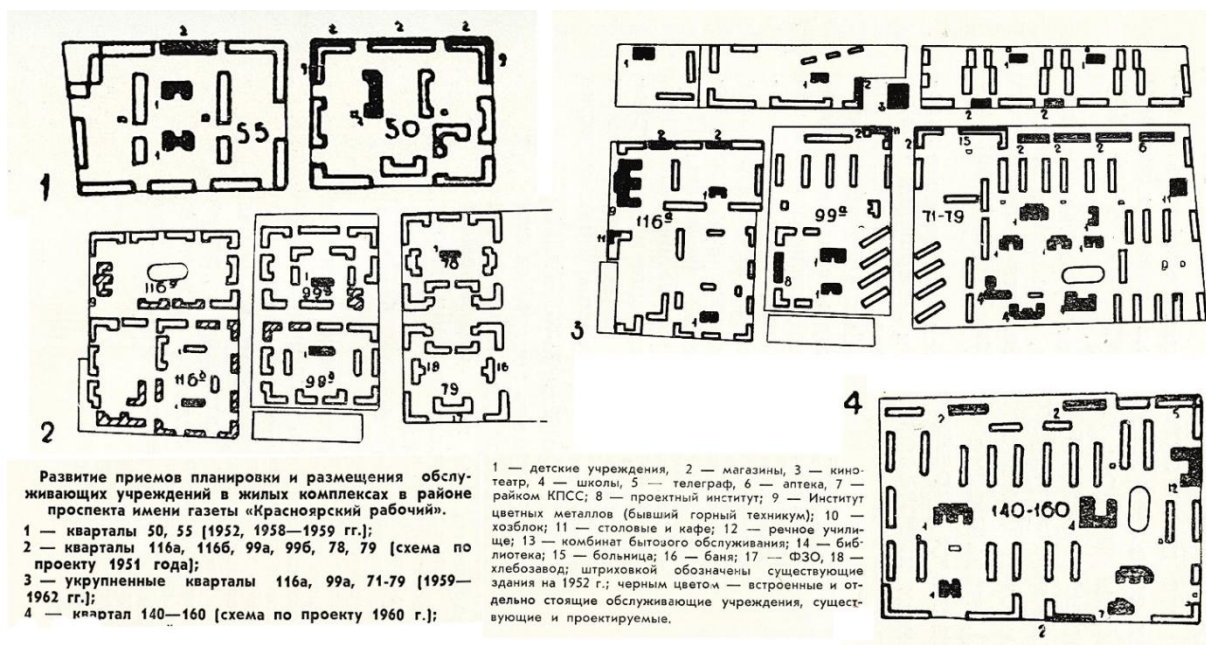 1
55
50
2
116а
116б
99а
99б
78
79
18
16
17
3
116а
99а
71-79
4
140-160
Развитие приемов планировки и размещения обслу-
живающих учреждений в жилых комплексах в районе
проспекта имени газеты «Красноярский рабочий».
1 — кварталы 50, 55 [1952, 1958—1959 гг.];
2 — кварталы 116а, 116б, 99а, 99б, 78, 79 [схема по
проекту 1951 года];
3 — укрупненные кварталы 116а, 99а, 71-79 [1959—
1962 гг.];
4 — квартал 140—160 [схема по проекту 1960 г.];
1 — детские учреждения, 2 — магазины, 3 — кино-
театр, 4 — школы, 5 — телеграф, 6 — аптека, 7 —
райком КПСС; 8 — проектный институт; 9 — Институт
цветных металлов (бывший горный техникум); 10 —
хозблок; 11 — столовые и кафе; 12 — речное учили-
ще; 13 — комбинат бытового обслуживания; 14 — биб-
лиотека; 15 — больница; 16 — баня; 17 — ФЗО, 18 —
хлебозавод; штриховкой обозначены существующие
здания на 1952 г.; черным цветом — встроенные и от-
дельно стоящие обслуживающие учреждения, сущест-
вующие и проектируемые.